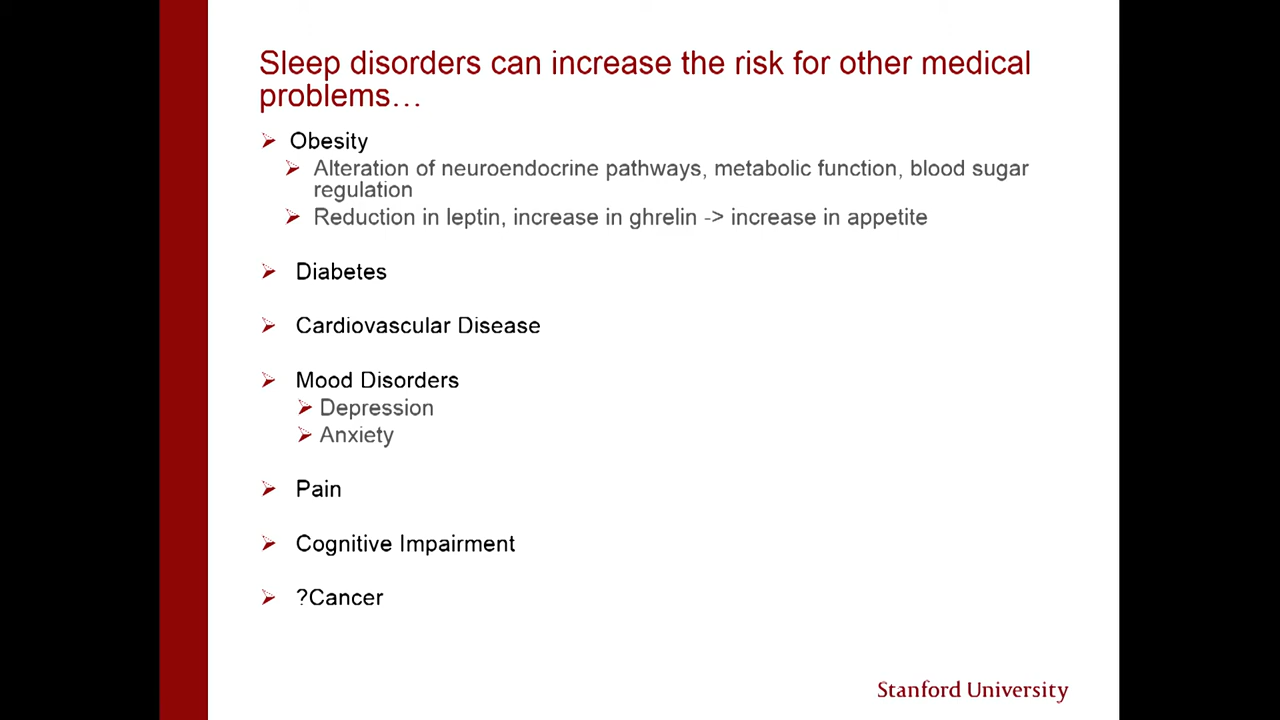 Sleep disorders can increase the risk for other medical
problems…
Obesity
Alteration of neuroendocrine pathways, metabolic function, blood sugar
regulation
Reduction in leptin, increase in ghrelin -> increase in appetite
Diabetes
Cardiovascular Disease
Mood Disorders
Depression
Anxiety
Pain
Cognitive Impairment
?Cancer
Stanford University